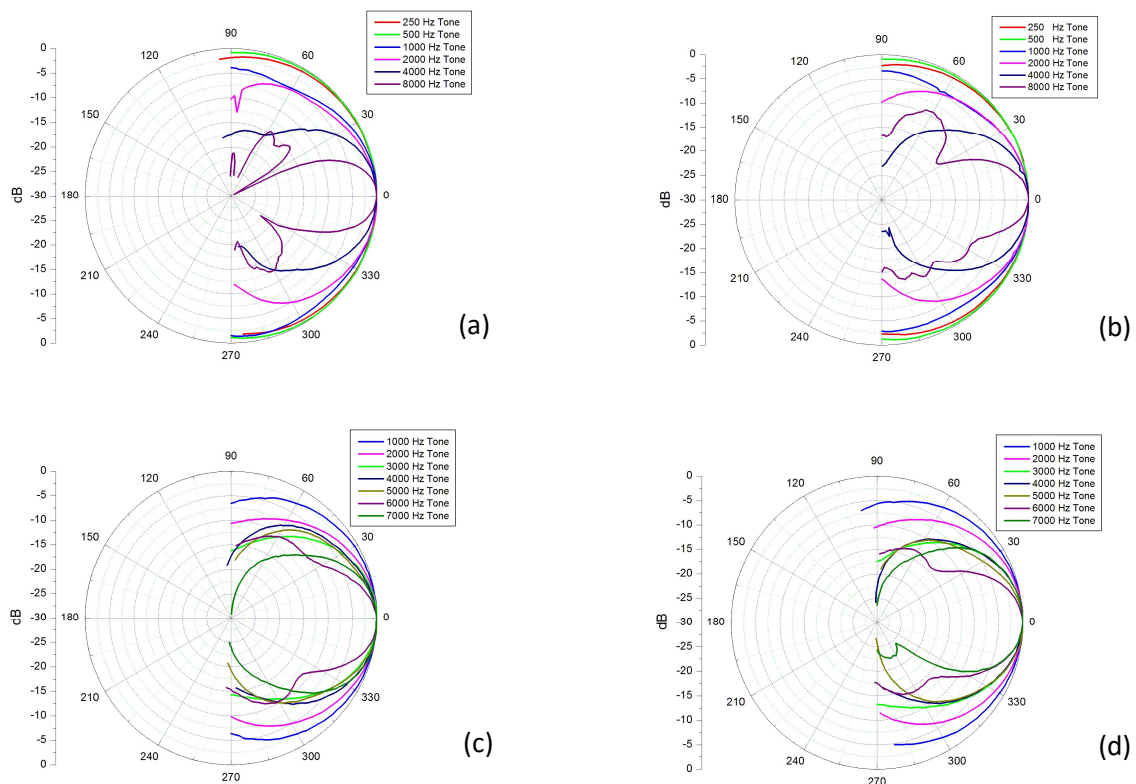 250 Hz Tone
500 Hz Tone
1000 Hz Tone
2000 Hz Tone
4000 Hz Tone
8000 Hz Tone
90
120
60
150
30
180
0
210
330
240
300
270
0
-5
-10
-15
-20
-25
-30
-25
-20
-15
-10
-5
0
dB
(a)
250 Hz Tone
500 Hz Tone
1000 Hz Tone
2000 Hz Tone
4000 Hz Tone
8000 Hz Tone
90
120
60
150
30
180
0
210
330
240
300
270
0
-5
-10
-15
-20
-25
-30
-25
-20
-15
-10
-5
0
dB
(b)
1000 Hz Tone
2000 Hz Tone
3000 Hz Tone
4000 Hz Tone
5000 Hz Tone
6000 Hz Tone
7000 Hz Tone
90
120
60
150
30
180
0
210
330
240
300
270
0
-5
-10
-15
-20
-25
-30
-25
-20
-15
-10
-5
0
dB
(c)
1000 Hz Tone
2000 Hz Tone
3000 Hz Tone
4000 Hz Tone
5000 Hz Tone
6000 Hz Tone
7000 Hz Tone
90
120
60
150
30
180
0
210
330
240
300
270
0
-5
-10
-15
-20
-25
-30
-25
-20
-15
-10
-5
0
dB
(d)